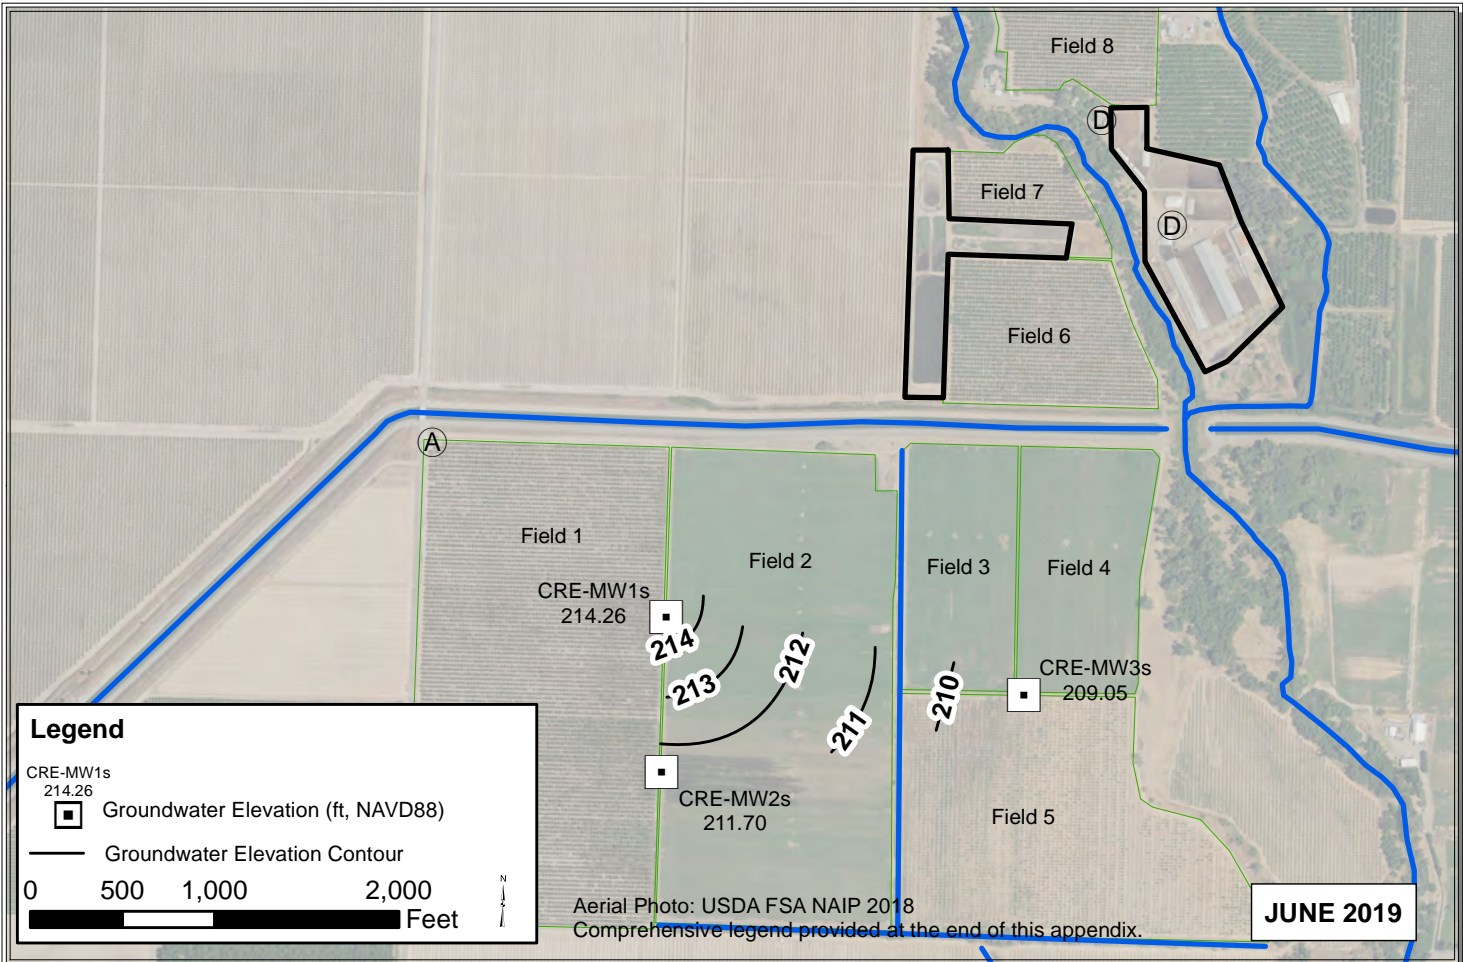 Field 8
D
Field 7
D
Field 6
A
Field 1
Field 2
Field 3
Field 4
CRE-MW1s
214.26
214
213
212
211
210
CRE-MW3s
209.05
CRE-MW2s
211.70
Field 5
Legend
CRE-MW1s
214.26
Groundwater Elevation (ft, NAVD88)
Groundwater Elevation Contour
0 500 1,000 2,000
Feet
N
Aerial Photo: USDA FSA NAIP 2018
Comprehensive legend provided at the end of this appendix.
JUNE 2019